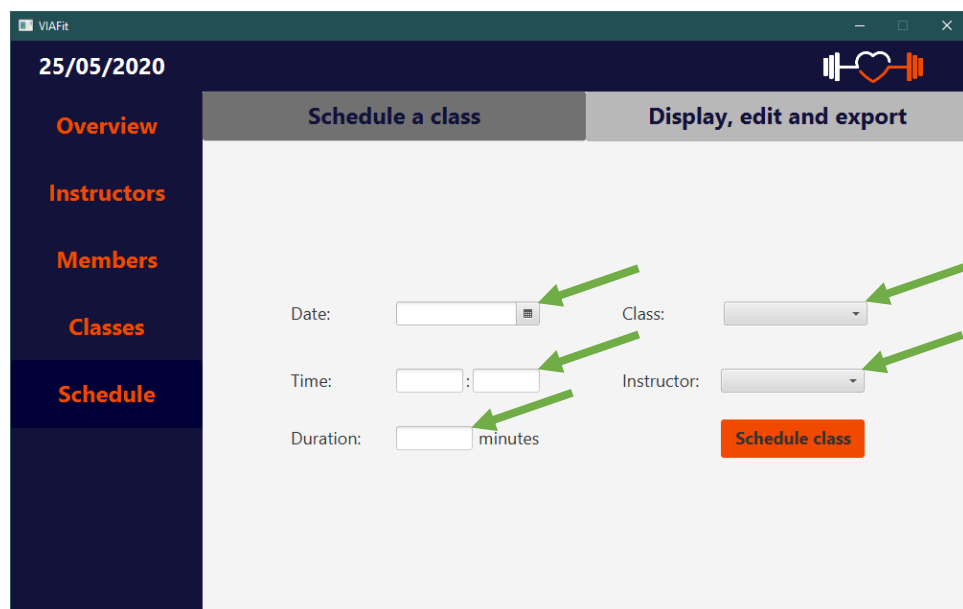 VIAFit
25/05/2020
Overview
Instructors
Members
Classes
Schedule
Schedule a class
Display, edit and export
Date:
Class:
Time:
:
Instructor:
Duration:
minutes
Schedule class